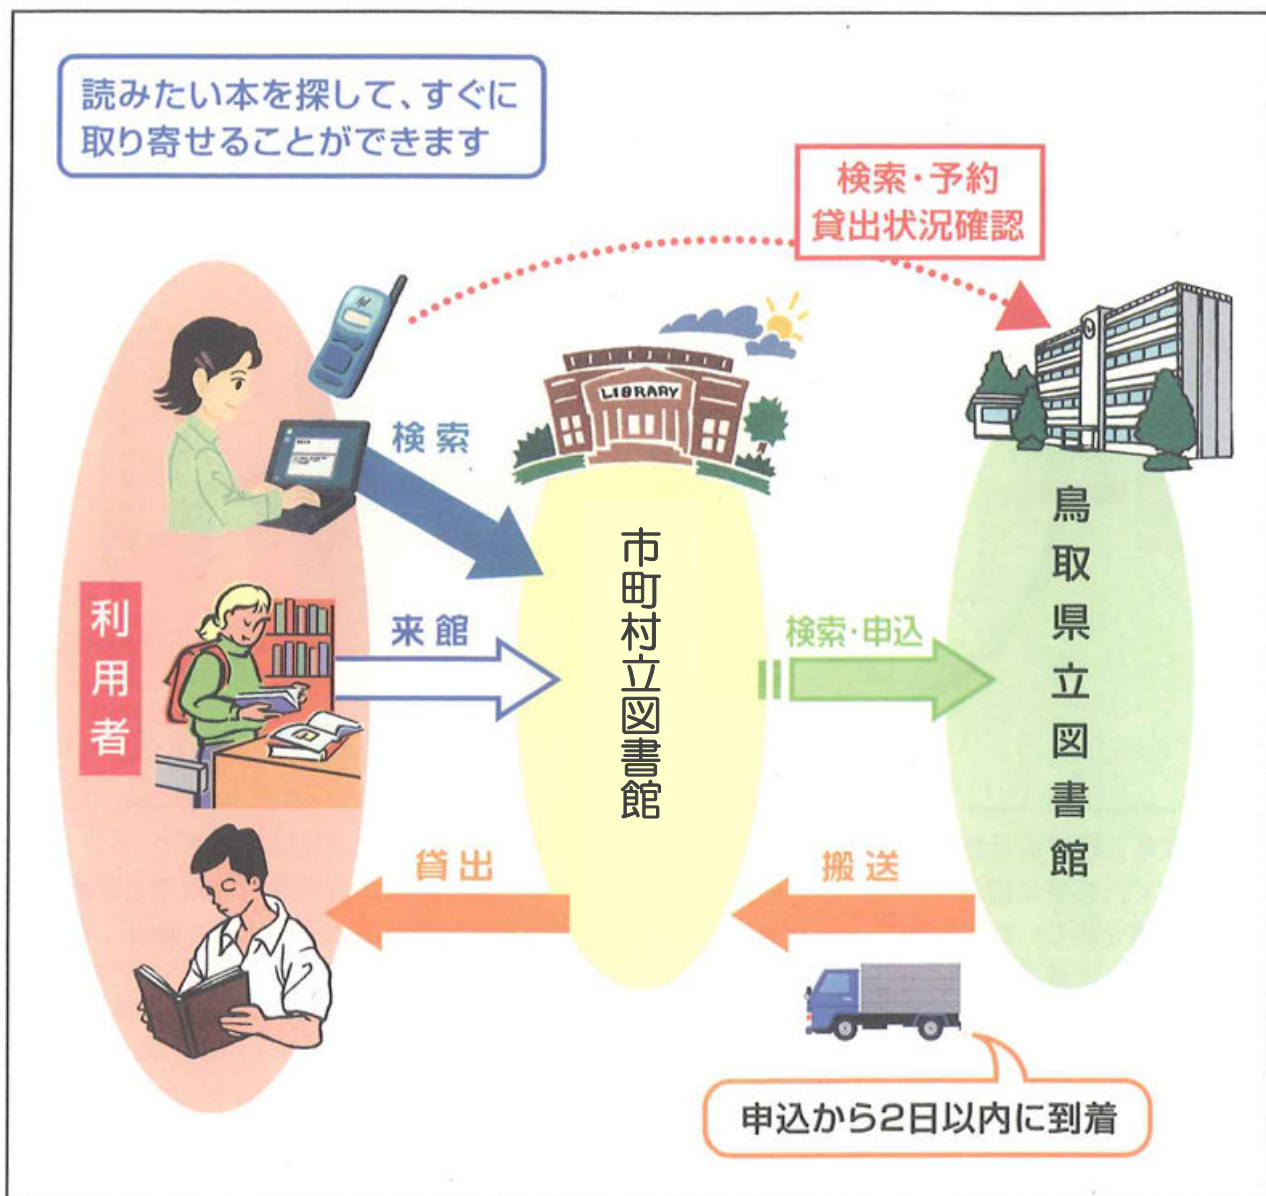 読みたい本を探して、すぐに
取り寄せることができます
検索・予約
貸出状況確認
LIBRARY
検索
利用者
来館
市町村立図書館
検索・申込
鳥取県立図書館
貸出
搬送
申込から2日以内に到着